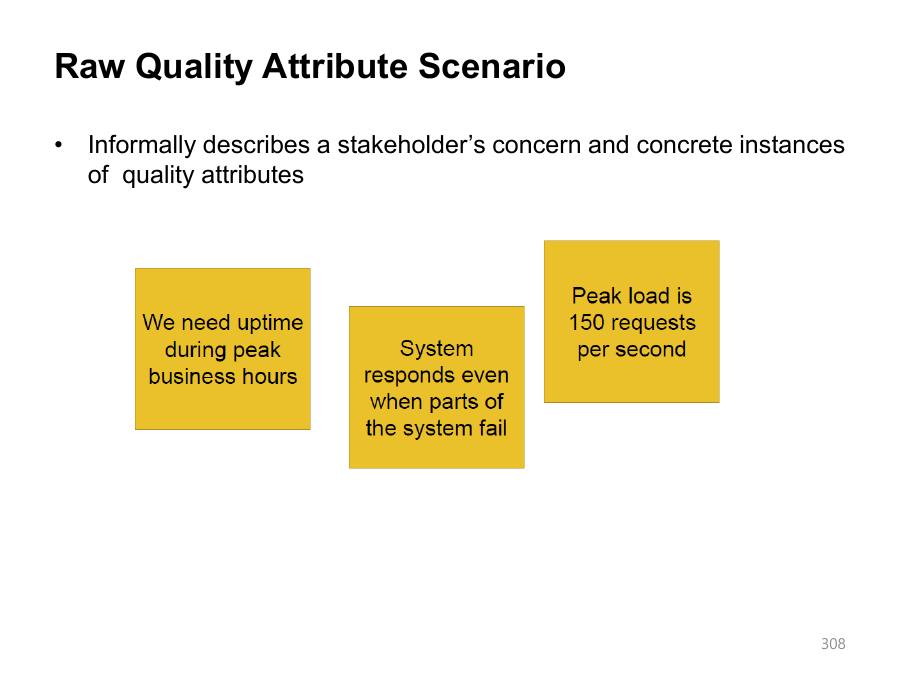 Raw Quality Attribute Scenario
• Informally describes a stakeholder’s concern and concrete instances
of  quality attributes
We need uptime
during peak
business hours
System
responds even
when parts of
the system fail
Peak load is
150 requests
per second
308